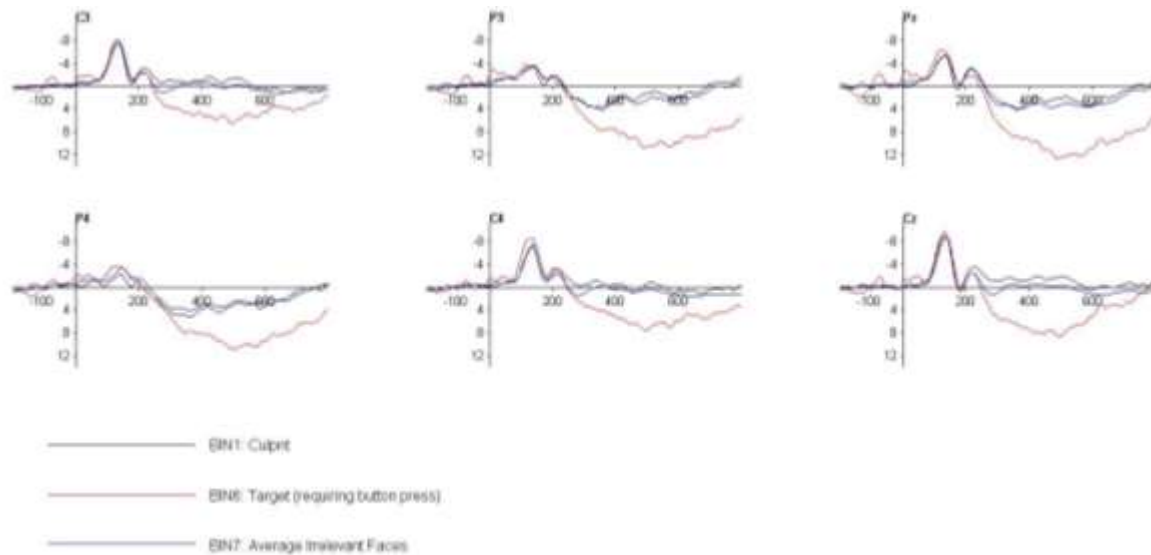 C3
-8
-4
-100 200 400 600
4
8
12
P3
-8
-4
-100 200 400 600
4
8
12
Pz
-8
-4
-100 200 400 600
4
8
12
P4
-8
-4
-100 200 400 600
4
8
12
C4
-8
-4
-100 200 400 600
4
8
12
Cz
-8
-4
-100 200 400 600
4
8
12
BIN1: Culprit
BIN6: Target (requiring button press)
BIN7: Average Irrelevant Faces